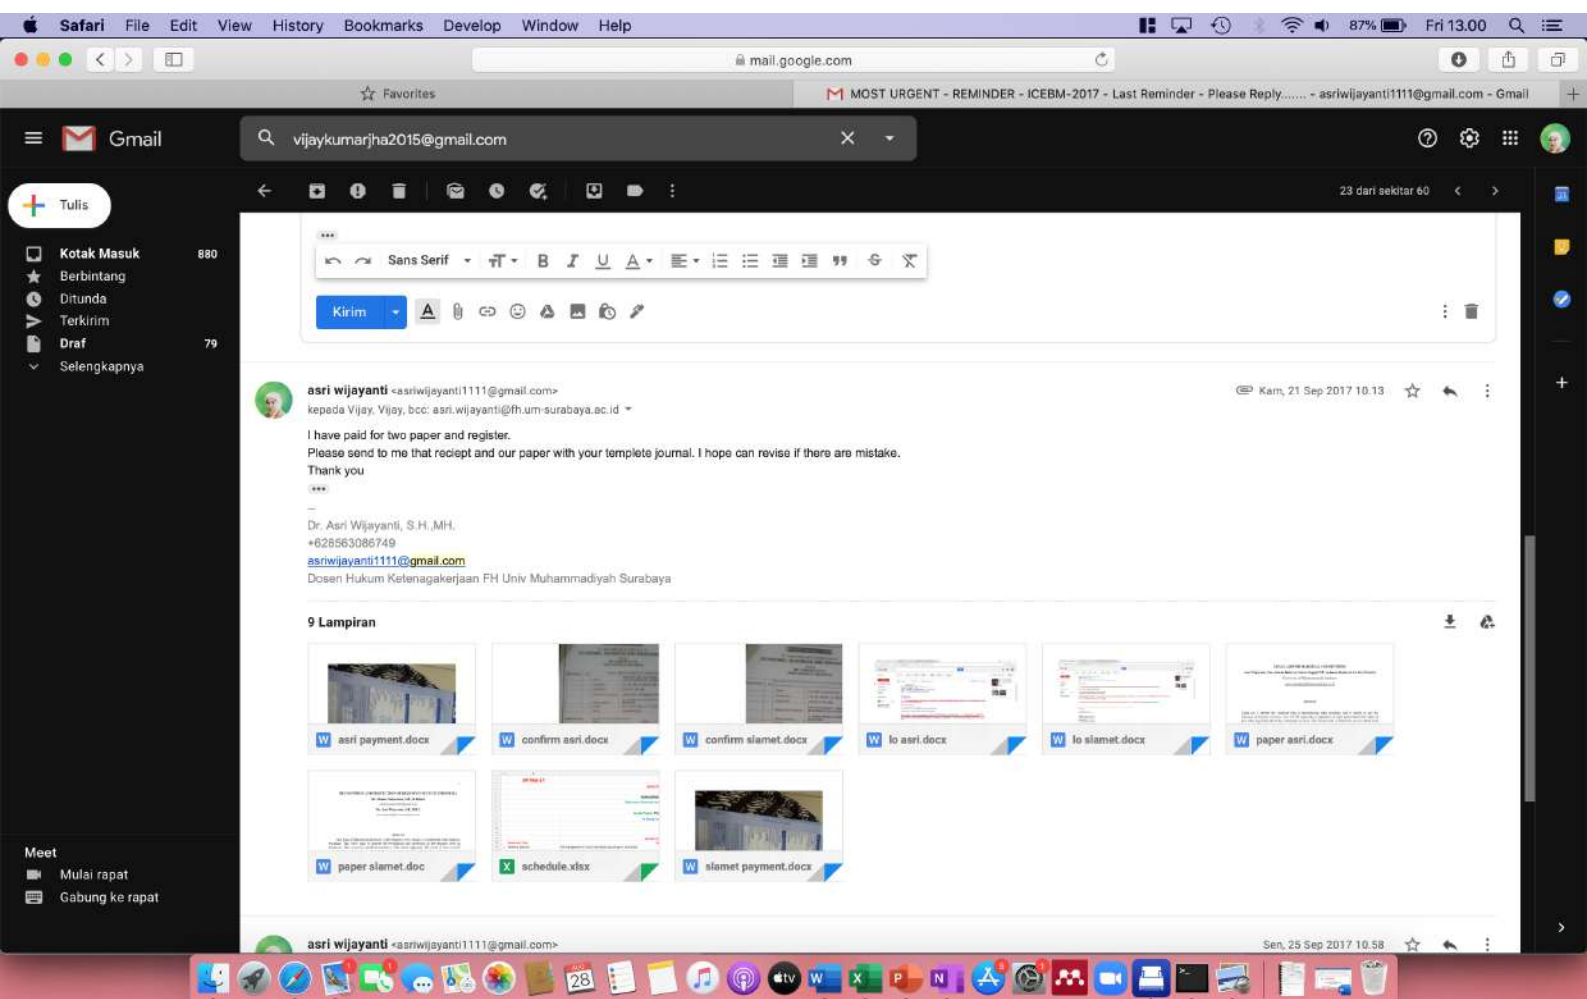 Safari File Edit View History Bookmarks Develop Window Help 87% Fri 13.00
mail.google.com
Favorites
MOST URGENT - REMINDER - ICEBM-2017 - Last Reminder - Please Reply....... - asriwijayanti1111@gmail.com - Gmail
Gmail
vijaykumarjha2015@gmail.com
Tulis
23 dari sekitar 60
Kotak Masuk 880
Berbintang
Ditunda
Terkirim
Draf 79
Selengkapnya
Sans Serif
Kirim
asri wijayanti <asriwijayanti1111@gmail.com>
Kam, 21 Sep 2017 10.13
kepada Vijay, Vijay, bcc: asri.wijayanti@fh.um-surabaya.ac.id
I have paid for two paper and register.
Please send to me that reciept and our paper with your templete journal. I hope can revise if there are mistake.
Thank you
--
Dr. Asri Wijayanti, S.H.,MH.
+628563086749
asriwijayanti1111@gmail.com
Dosen Hukum Ketenagakerjaan FH Univ Muhammadiyah Surabaya
9 Lampiran
asri payment.docx
confirm asri.docx
confirm slamet.docx
lo asri.docx
lo slamet.docx
paper asri.docx
paper slamet.doc
schedule.xlsx
slamet payment.docx
Meet
Mulai rapat
Gabung ke rapat
asri wijayanti <asriwijayanti1111@gmail.com>
Sen, 25 Sep 2017 10.58
AUG
28
tv